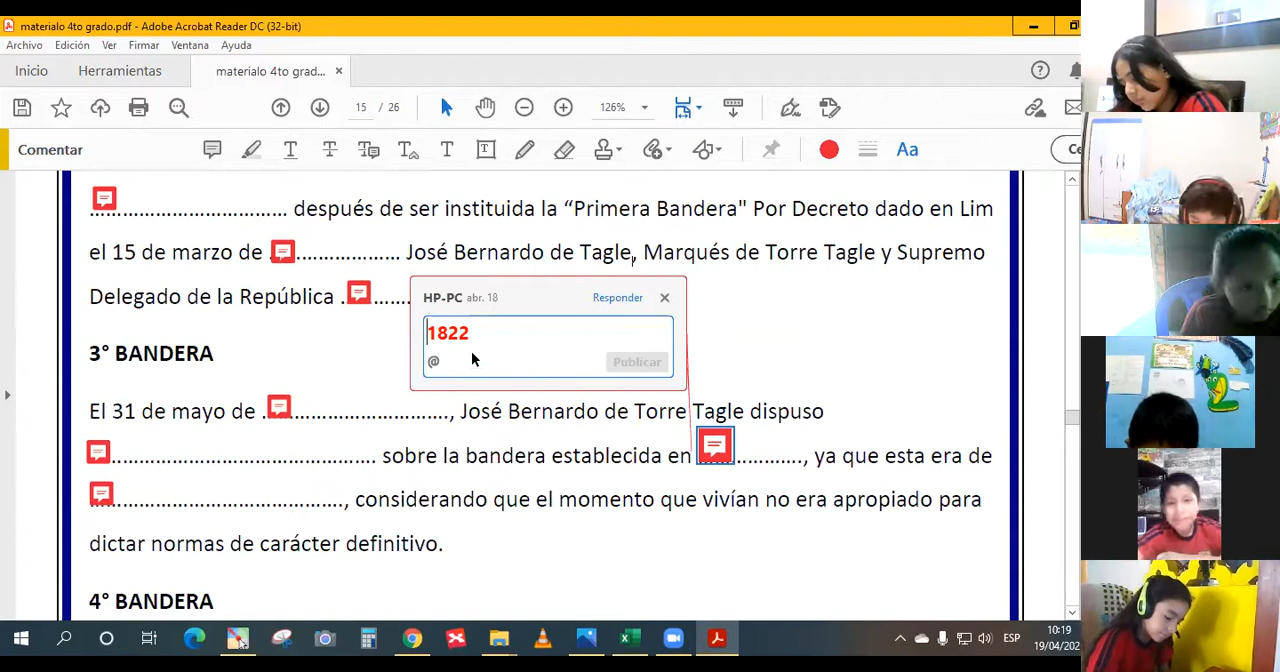 materialo 4to grado.pdf - Adobe Acrobat Reader DC (32-bit)
Archivo Edición Ver Firmar Ventana Ayuda
Inicio Herramientas materialo 4to grad... ×
15 / 26 126%
Comentar Aa Ce
.................................... después de ser instituida la “Primera Bandera" Por Decreto dado en Lim
el 15 de marzo de ...................... José Bernardo de Tagle, Marqués de Torre Tagle y Supremo
Delegado de la República ...........
HP-PC abr. 18 Responder ×
1822
@ Publicar
3° BANDERA
El 31 de mayo de ................................, José Bernardo de Torre Tagle dispuso
............................................ sobre la bandera establecida en .................., ya que esta era de
......................................, considerando que el momento que vivían no era apropiado para
dictar normas de carácter definitivo.
4° BANDERA
ESP
10:19
19/04/202